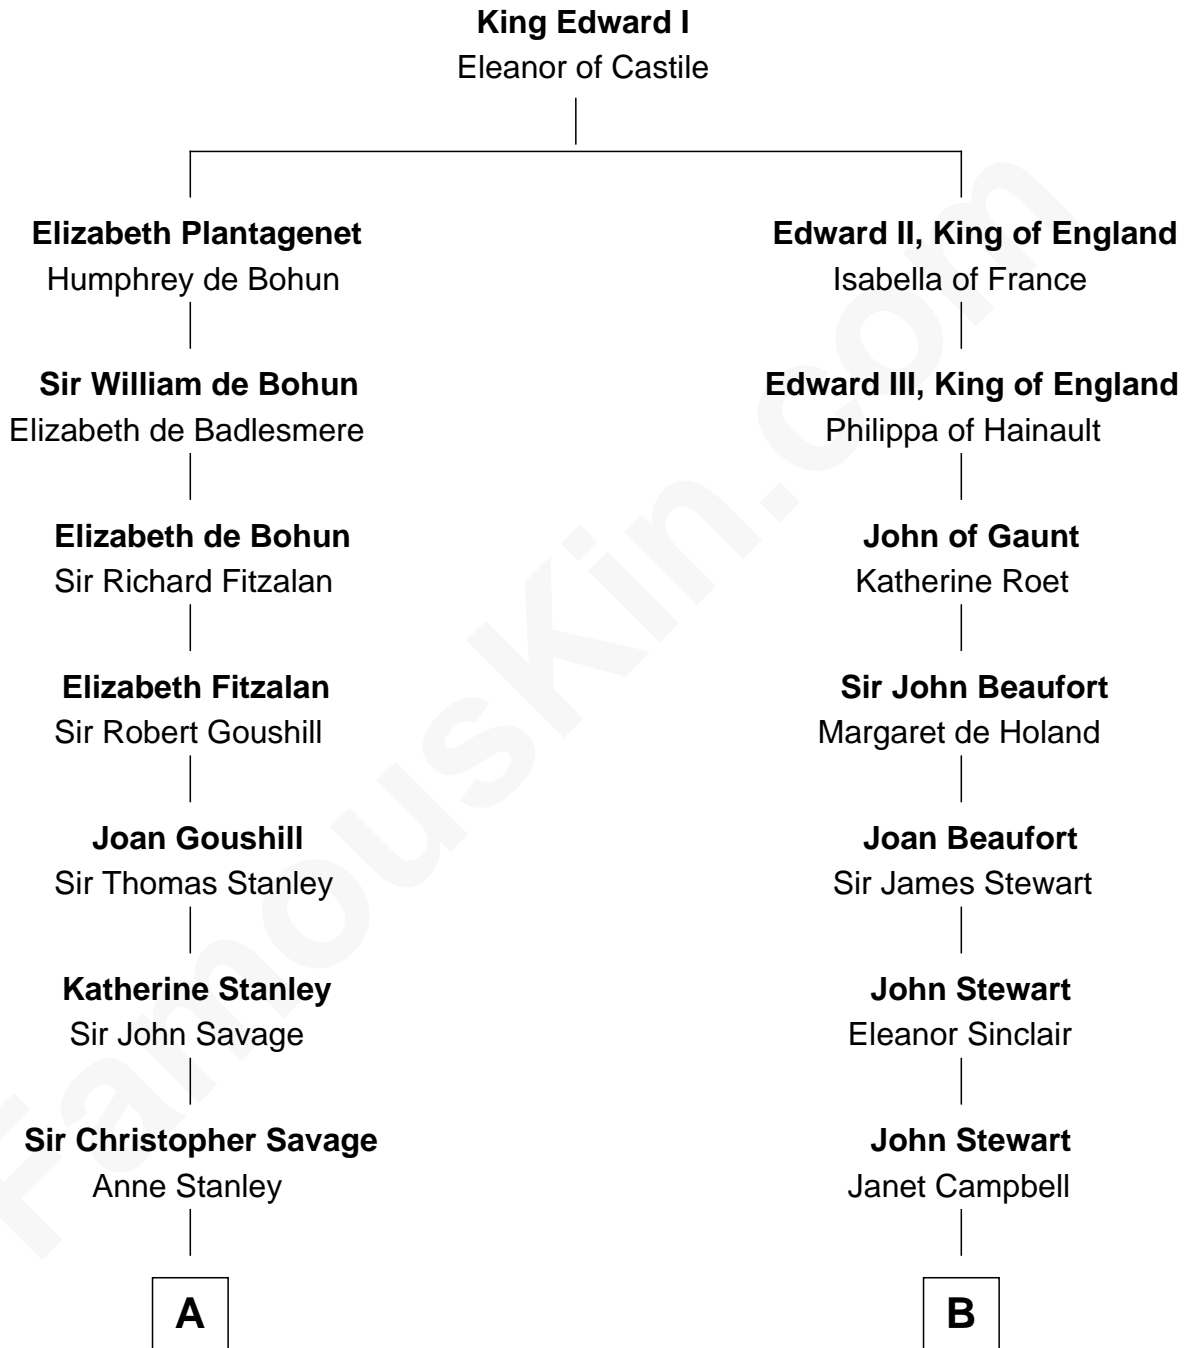 King Edward I
Eleanor of Castile
Elizabeth Plantagenet
Humphrey de Bohun
Edward II, King of England
Isabella of France
Sir William de Bohun
Elizabeth de Badlesmere
Edward III, King of England
Philippa of Hainault
Elizabeth de Bohun
Sir Richard Fitzalan
John of Gaunt
Katherine Roet
Elizabeth Fitzalan
Sir Robert Goushill
Sir John Beaufort
Margaret de Holand
Joan Goushill
Sir Thomas Stanley
Joan Beaufort
Sir James Stewart
Katherine Stanley
Sir John Savage
John Stewart
Eleanor Sinclair
Sir Christopher Savage
Anne Stanley
John Stewart
Janet Campbell
A
B
FamousKin.com